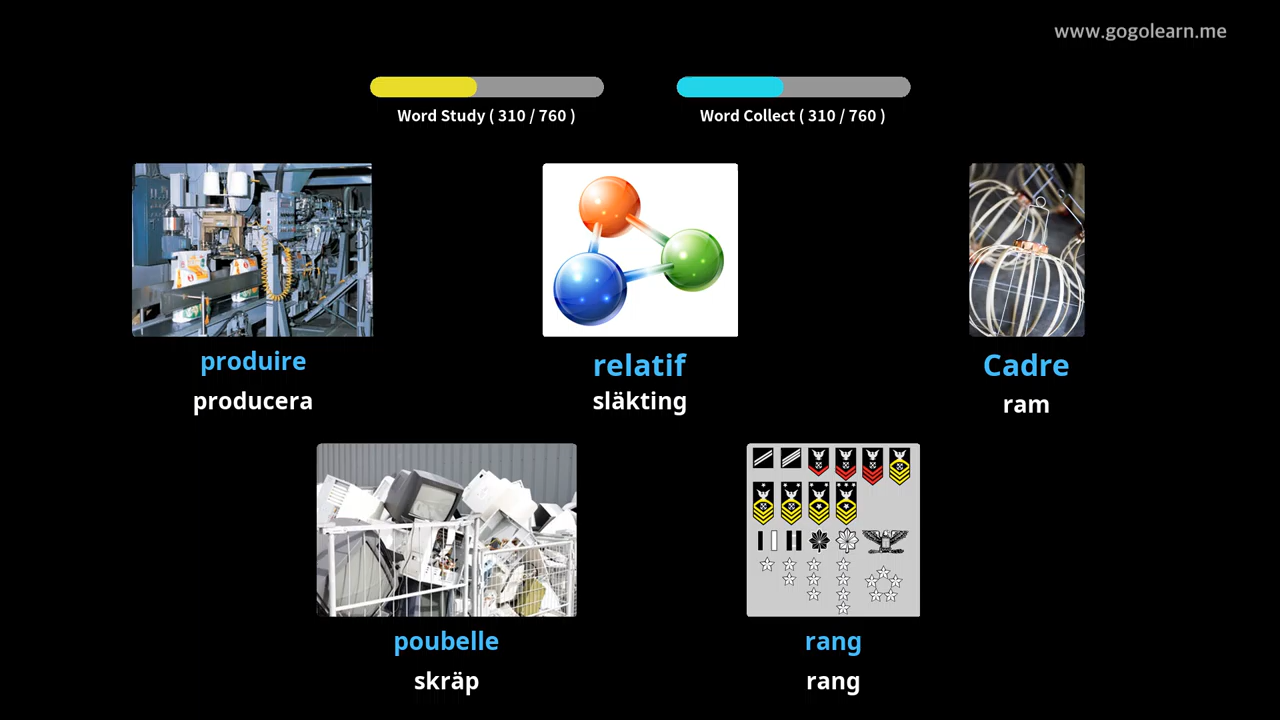 www.gogolearn.me
Word Study ( 310 / 760 )
Word Collect ( 310 / 760 )
produire
producera
relatif
släkting
Cadre
ram
poubelle
skräp
rang
rang